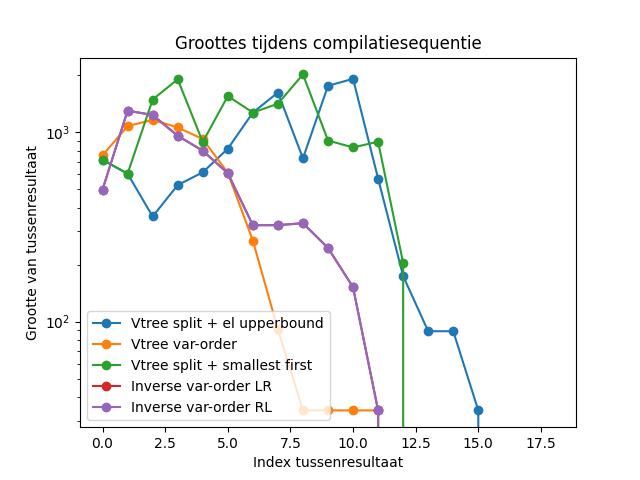 Groottes tijdens compilatiesequentie
Grootte van tussenresultaat
10³
10²
Vtree split + el upperbound
Vtree var-order
Vtree split + smallest first
Inverse var-order LR
Inverse var-order RL
0.0 2.5 5.0 7.5 10.0 12.5 15.0 17.5
Index tussenresultaat